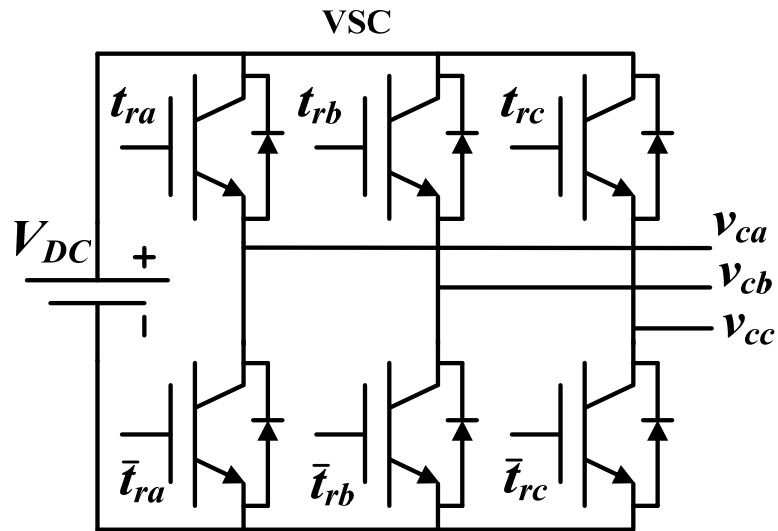 VSC
t_ra t_rb t_rc
V_DC
+
−
v_ca
v_cb
v_cc
t̄_ra t̄_rb t̄_rc